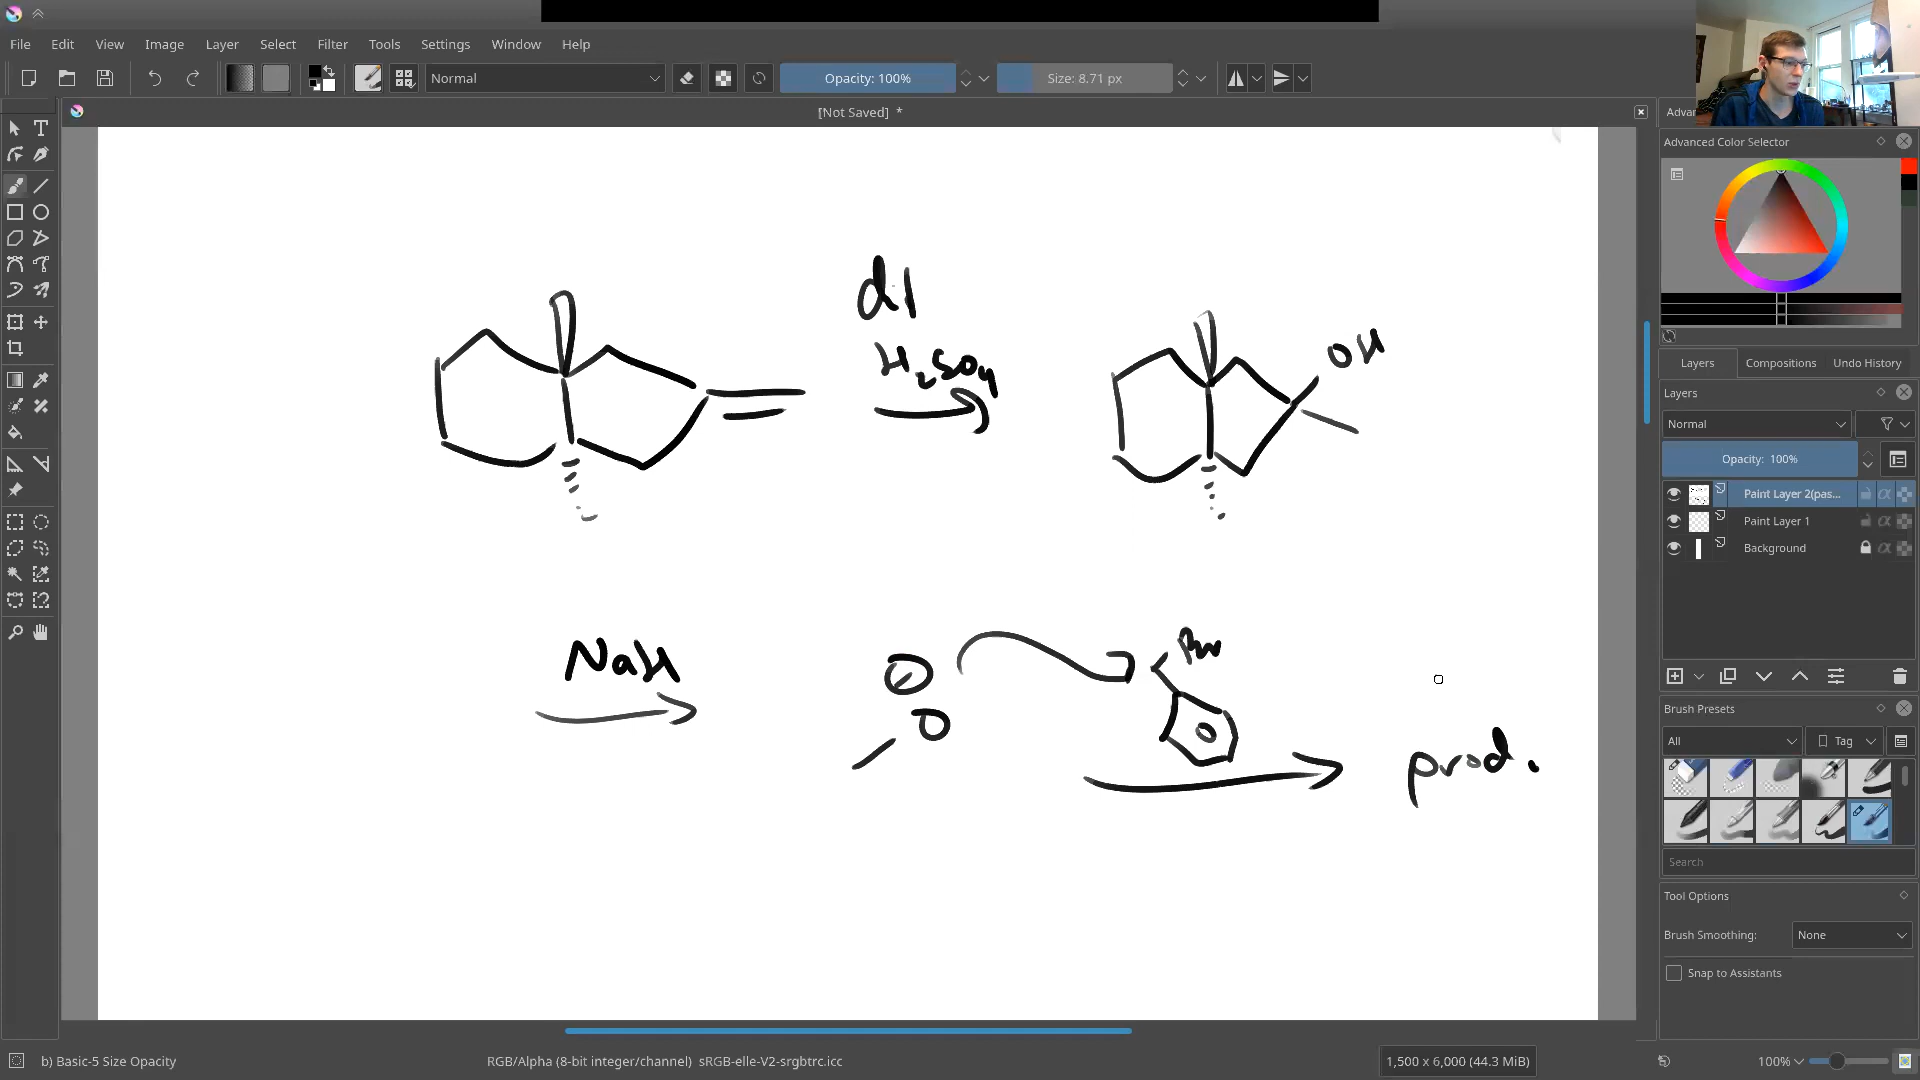 File Edit View Image Layer Select Filter Tools Settings Window Help
Normal Opacity: 100% Size: 8.71 px
[Not Saved] *
Advanced Color Selector
dil
H2SO4
OH
NaH
⊖
O
prod.
Layers Compositions Undo History
Layers
Normal
Opacity: 100%
Paint Layer 2(pas...
Paint Layer 1
Background
Brush Presets
All Tag
Search
Tool Options
Brush Smoothing: None
Snap to Assistants
b) Basic-5 Size Opacity RGB/Alpha (8-bit integer/channel) sRGB-elle-V2-srgbtrc.icc 1,500 x 6,000 (44.3 MiB) 100%